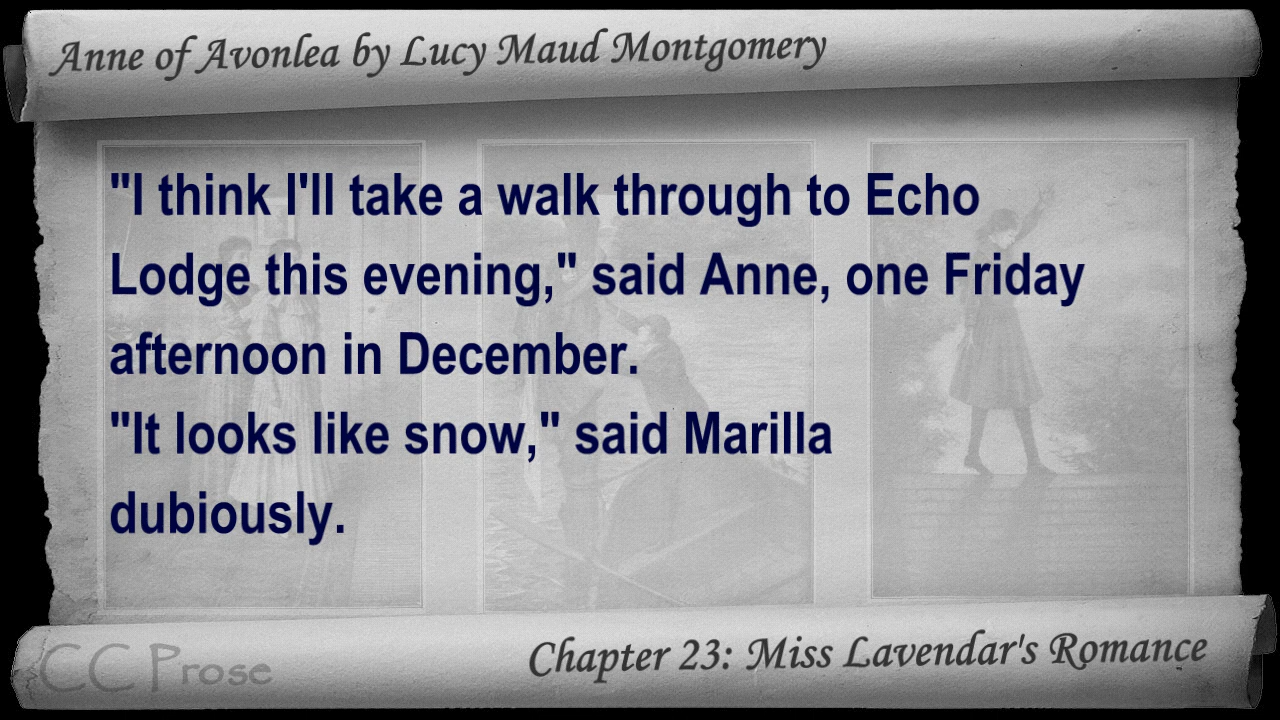 Anne of Avonlea by Lucy Maud Montgomery
"I think I'll take a walk through to Echo
Lodge this evening," said Anne, one Friday
afternoon in December.
"It looks like snow," said Marilla
dubiously.
CC Prose
Chapter 23: Miss Lavendar's Romance